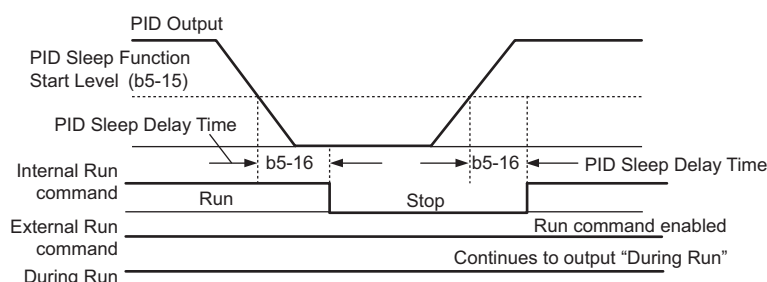 PID Output
PID Sleep Function
Start Level (b5-15)
PID Sleep Delay Time
b5-16
b5-16
PID Sleep Delay Time
Internal Run
command
Run
Stop
External Run
command
Run command enabled
Continues to output “During Run”
During Run